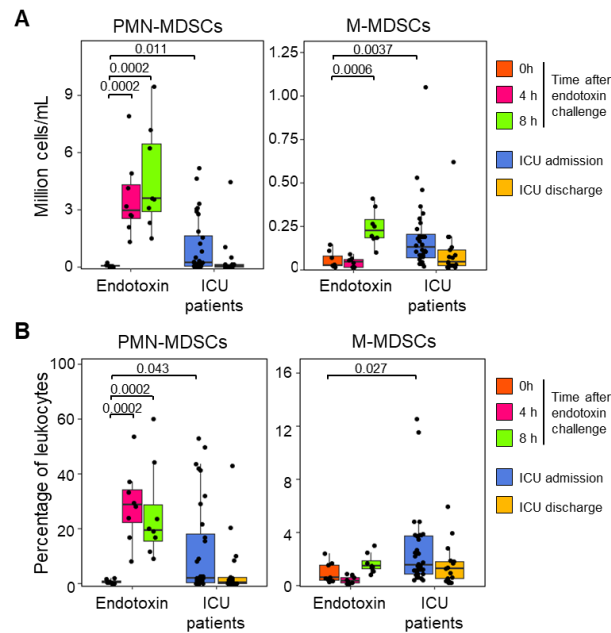 A
PMN-MDSCs
M-MDSCs
Million cells/mL
9
6
3
0
0.011
0.0002
0.0002
1.25
1.00
0.75
0.50
0.25
0
0.0037
0.0006
Endotoxin
ICU
patients
Endotoxin
ICU
patients
0h
4 h
8 h
Time after
endotoxin
challenge
ICU admission
ICU discharge
B
PMN-MDSCs
M-MDSCs
Percentage of leukocytes
100
80
60
40
20
0
0.043
0.0002
0.0002
16
12
8
4
0
0.027
Endotoxin
ICU
patients
Endotoxin
ICU
patients
0h
4 h
8 h
Time after
endotoxin
challenge
ICU admission
ICU discharge